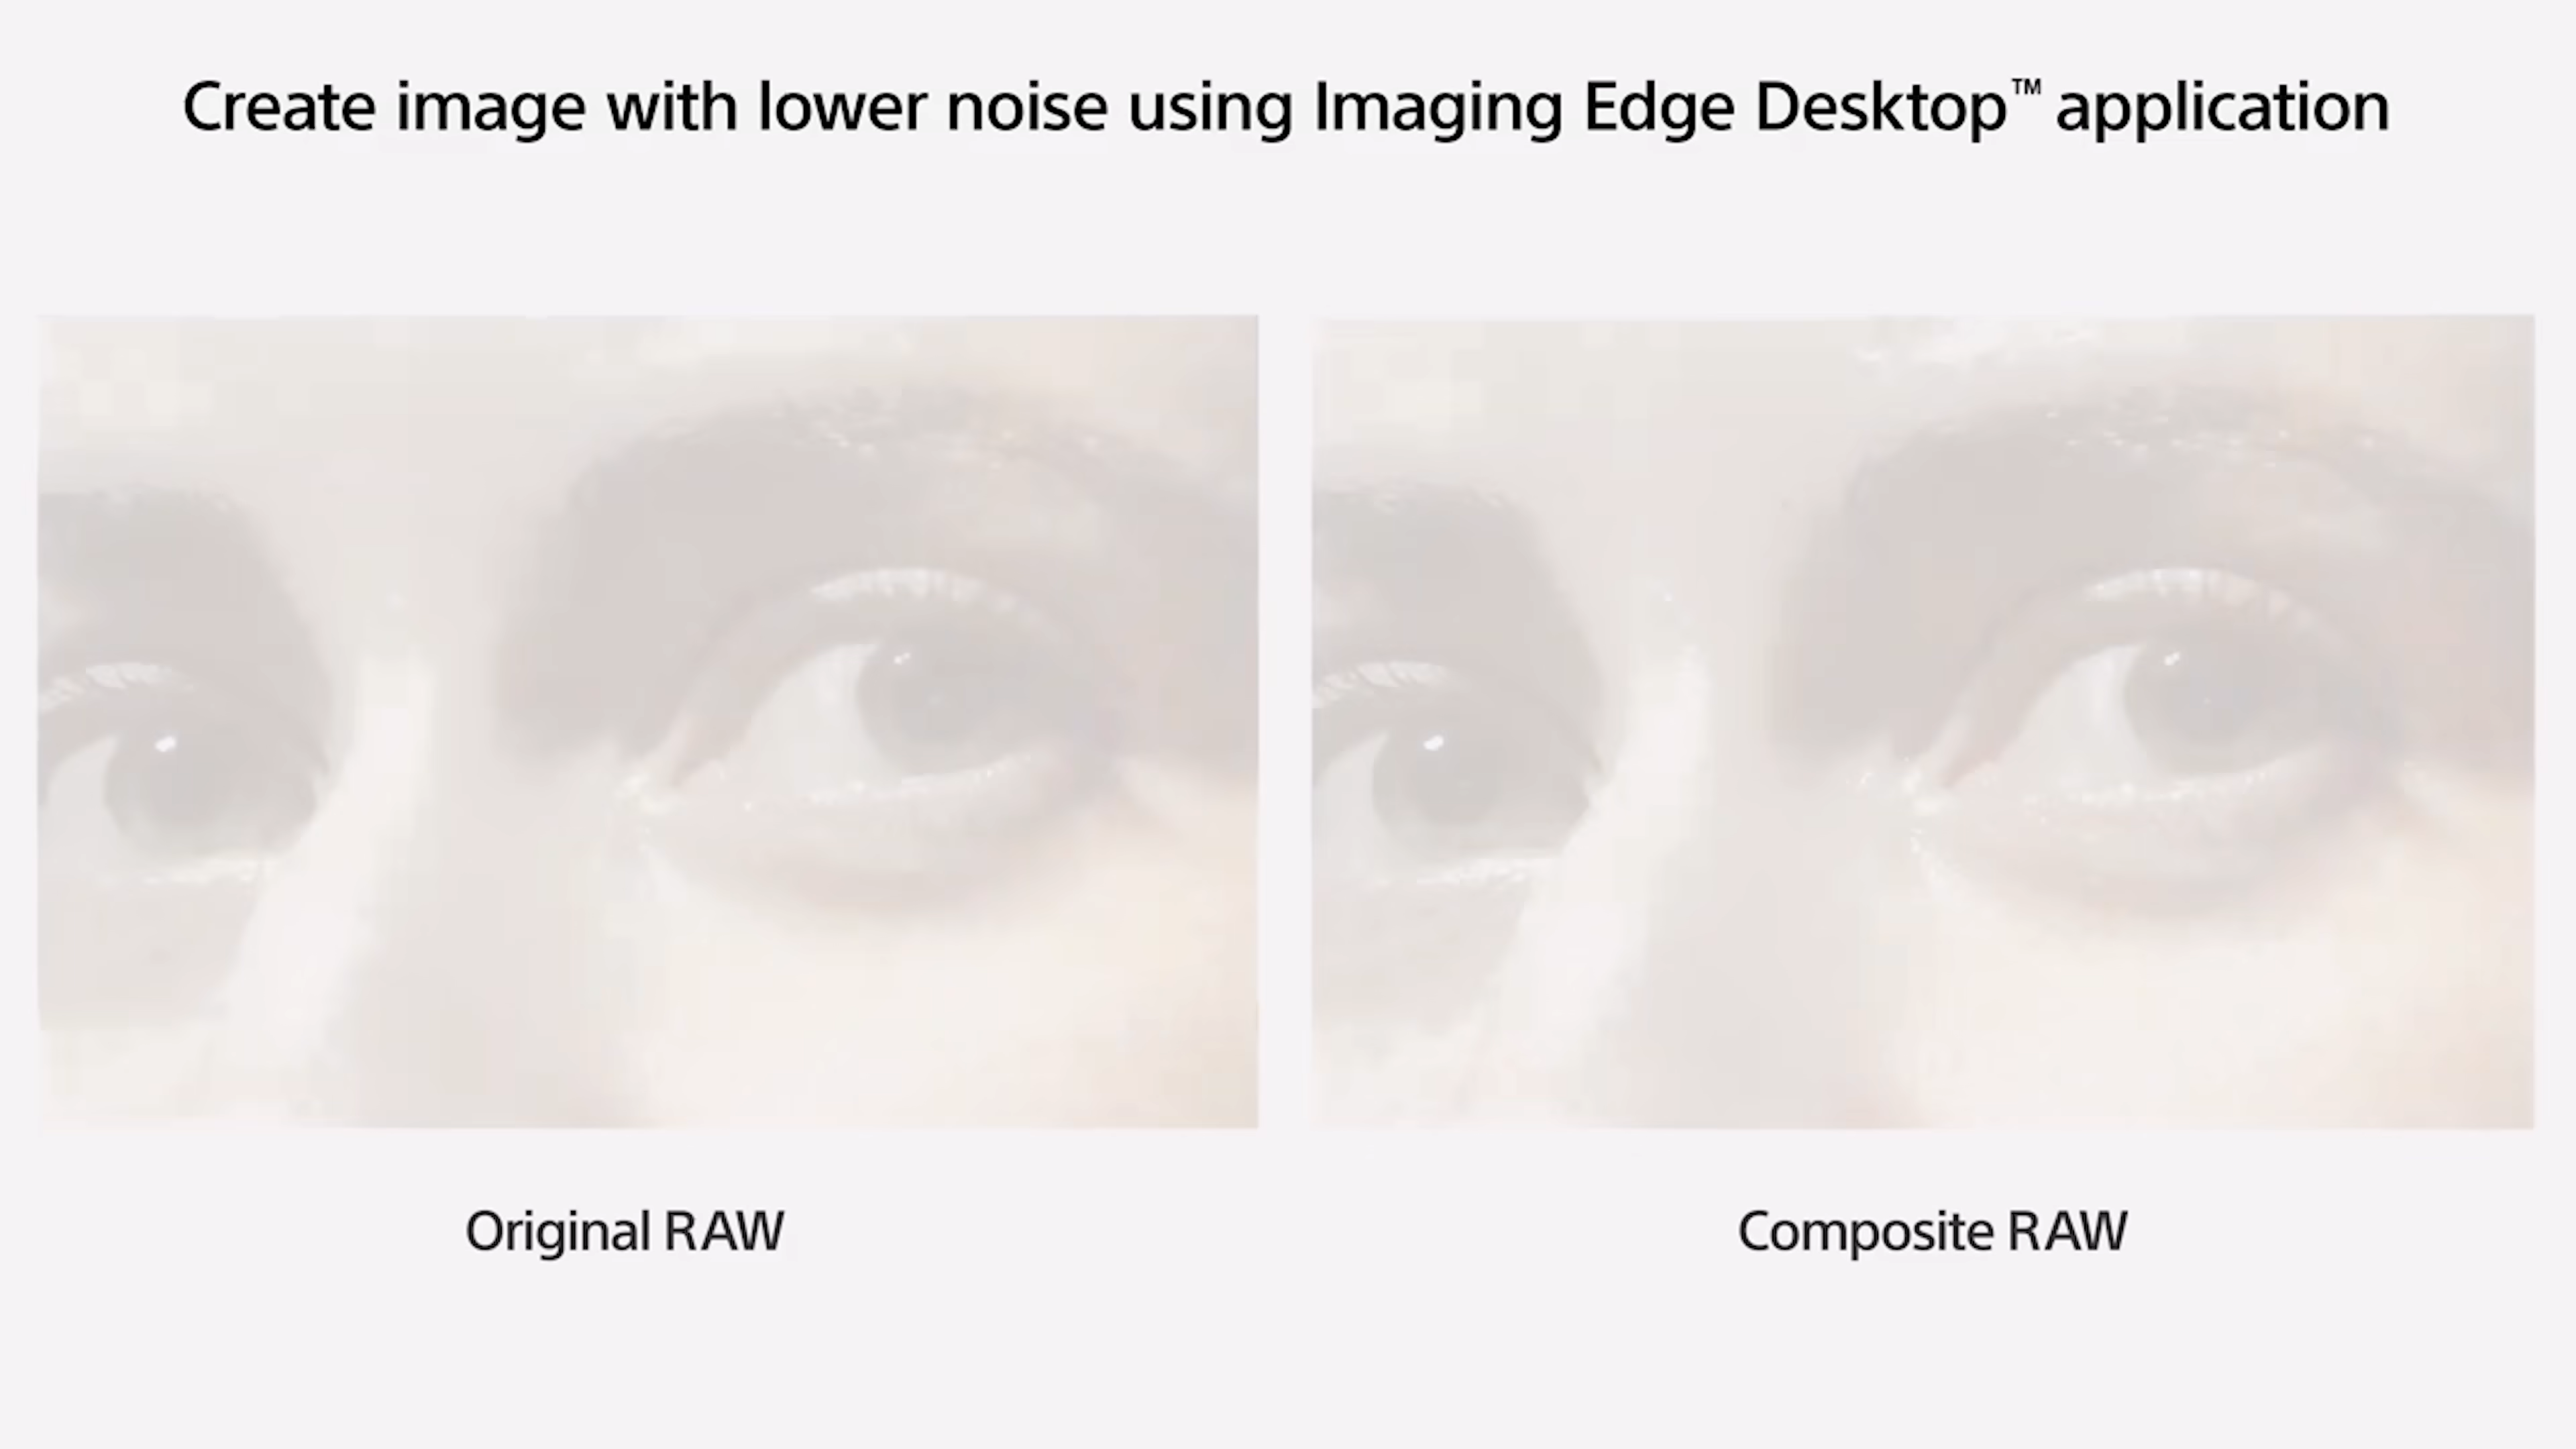 Create image with lower noise using Imaging Edge Desktop™ application
Original RAW
Composite RAW